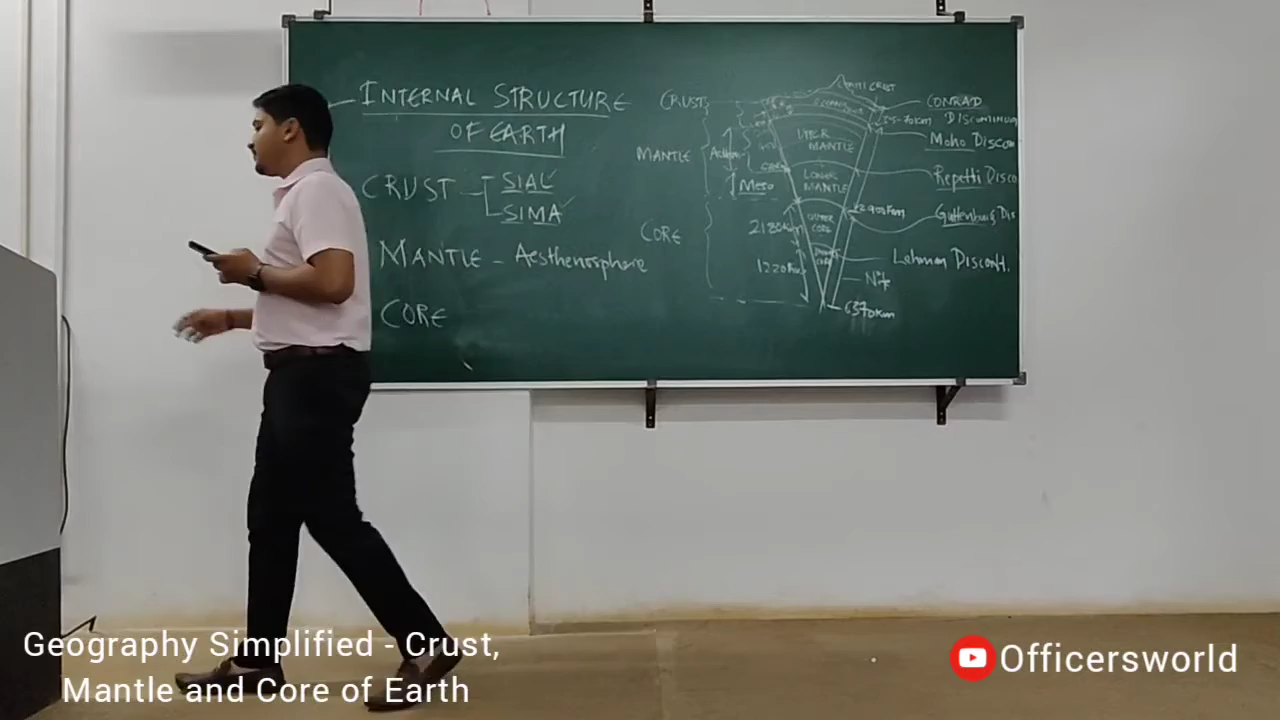 INTERNAL STRUCTURE
OF EARTH
CRUST - SIAL
SIMA
MANTLE - Aesthenosphere
CORE
CRUST
CONRAD
DISCONTINUI
Moho Discon
MANTLE
UPPER
MANTLE
Repetti Disco
LOWER
MANTLE
Meso
2900km
Guttenburg Dis
CORE
2180km
OUTER
CORE
Lehman Discont.
1220km
Nife
6370km
Geography Simplified - Crust,
Mantle and Core of Earth
Officersworld